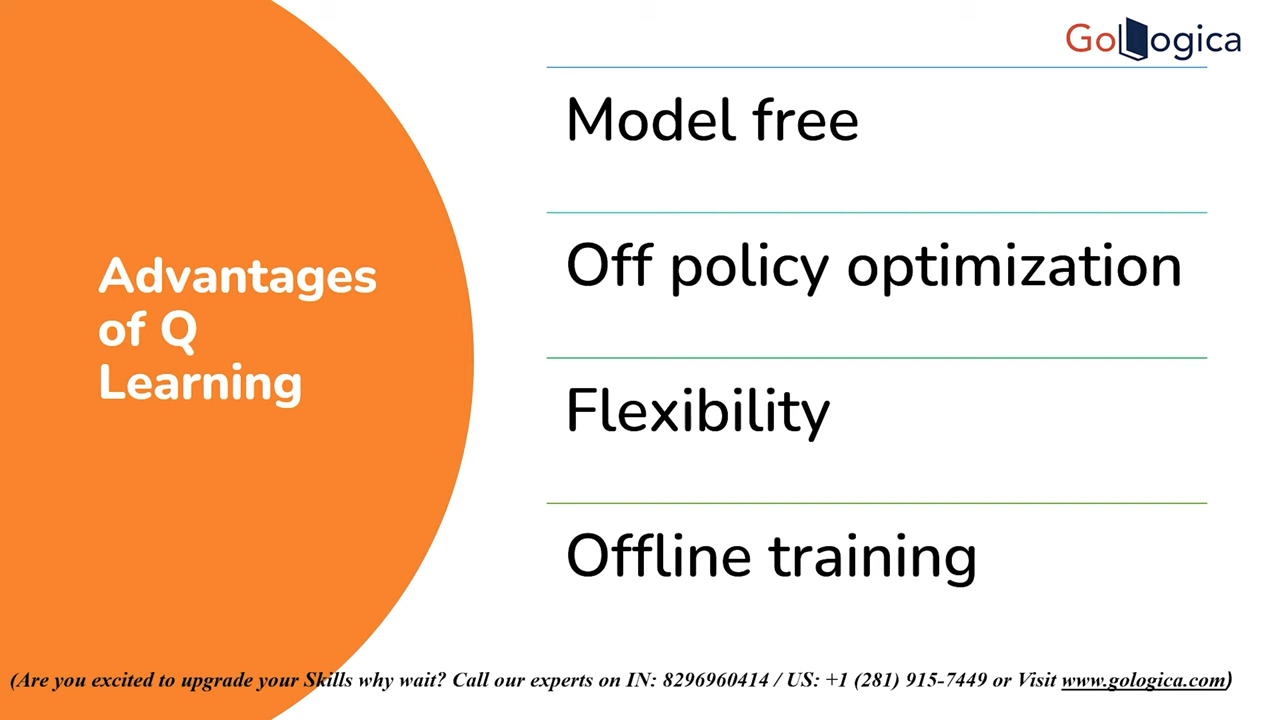 GoLogica
Model free
Off policy optimization
Advantages
of Q
Learning
Flexibility
Offline training
(Are you excited to upgrade your Skills why wait? Call our experts on IN: 8296960414 / US: +1 (281) 915-7449 or Visit www.gologica.com)